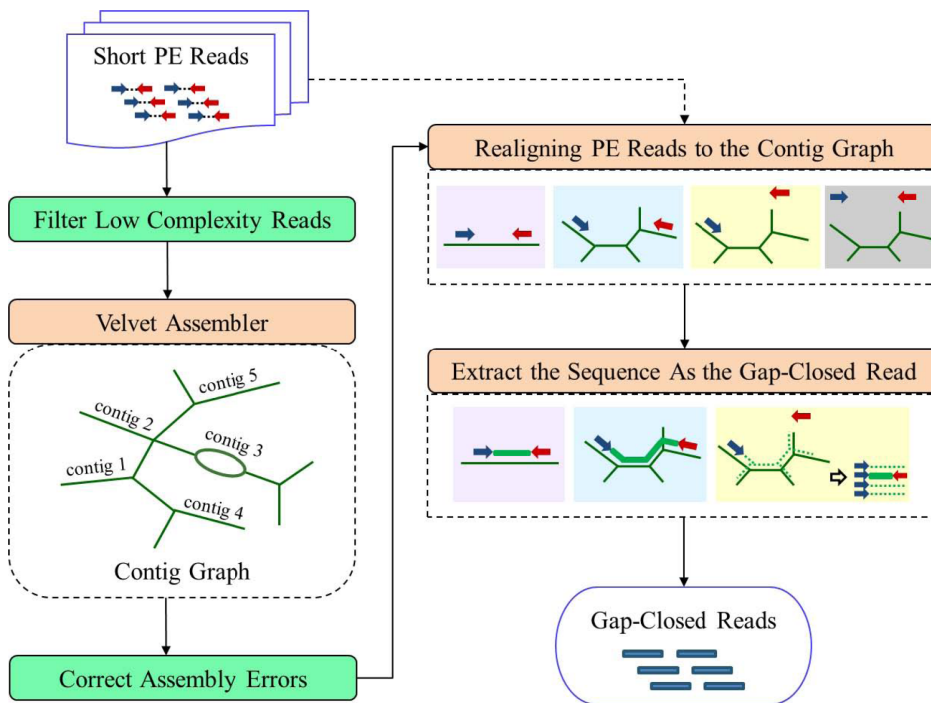 Short PE Reads
Filter Low Complexity Reads
Velvet Assembler
contig 5
contig 2
contig 3
contig 1
contig 4
Contig Graph
Correct Assembly Errors
Realigning PE Reads to the Contig Graph
Extract the Sequence As the Gap-Closed Read
Gap-Closed Reads